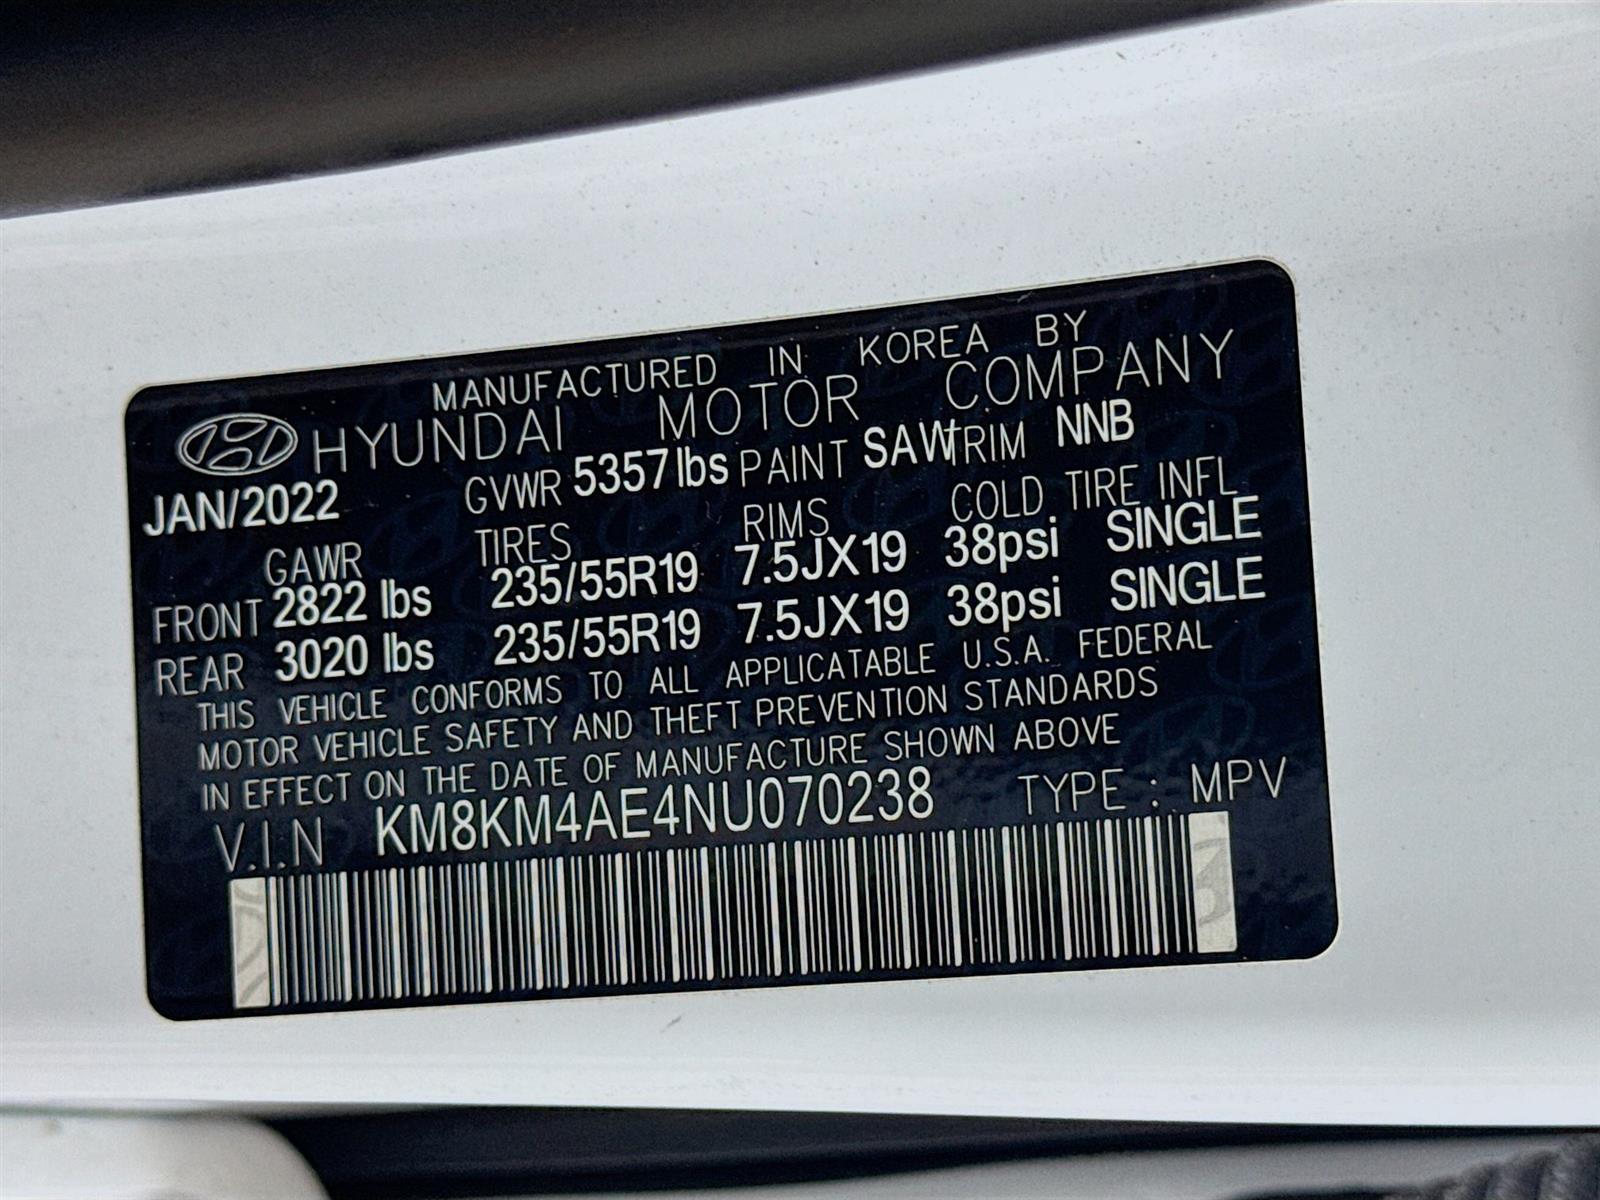 MANUFACTURED IN KOREA BY
HYUNDAI MOTOR COMPANY
JAN/2022 GVWR 5357lbs PAINT SAW TRIM NNB
GAWR TIRES RIMS COLD TIRE INFL
FRONT 2822 lbs 235/55R19 7.5JX19 38psi SINGLE
REAR 3020 lbs 235/55R19 7.5JX19 38psi SINGLE
THIS VEHICLE CONFORMS TO ALL APPLICATABLE U.S.A. FEDERAL
MOTOR VEHICLE SAFETY AND THEFT PREVENTION STANDARDS
IN EFFECT ON THE DATE OF MANUFACTURE SHOWN ABOVE
V.I.N KM8KM4AE4NU070238 TYPE : MPV